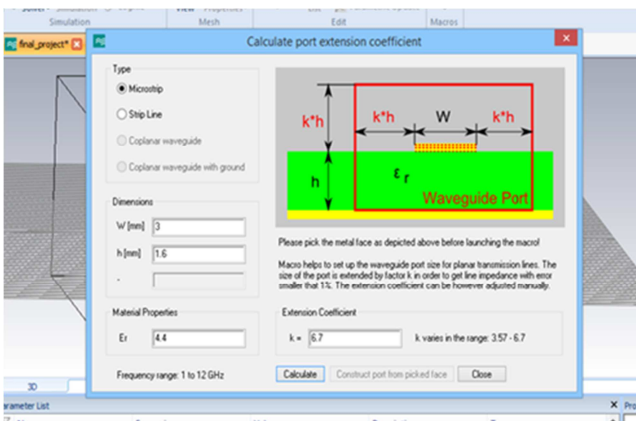 Simulation
Mesh
Edit
Macros
final_project*
Calculate port extension coefficient
Type
Microstrip
Strip Line
Coplanar waveguide
Coplanar waveguide with ground
k*h
k*h
W
k*h
h
εr
Waveguide Port
Dimensions
W [mm] 3
h [mm] 1.6
-
Please pick the metal face as depicted above before launching the macro!
Macro helps to set up the waveguide port size for planar transmission lines. The
size of the port is extended by factor k in order to get line impedance with error
smaller that 1%. The extension coefficient can be however adjusted manually.
Material Properties
Er 4.4
Extension Coefficient
k = 6.7
k varies in the range: 3.57 - 6.7
Frequency range: 1 to 12 GHz
Calculate
Construct port from picked face
Close
3D
arameter List